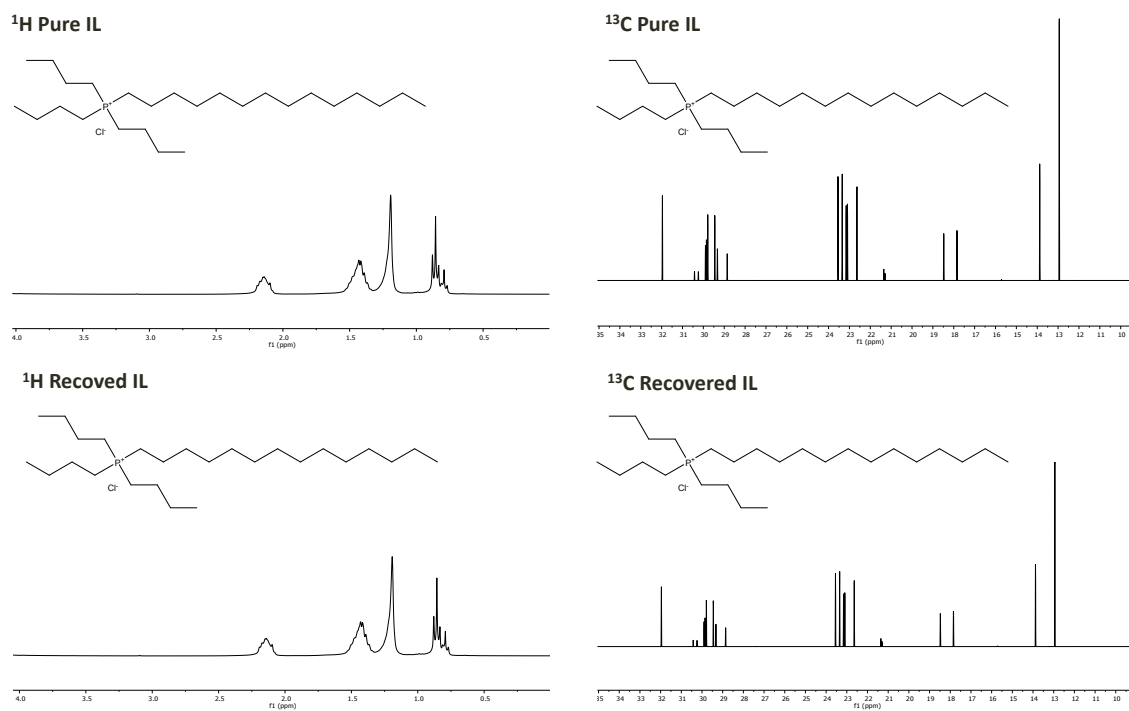 ¹H Pure IL
P⁺
Cl⁻
4.0 3.5 3.0 2.5 2.0 1.5 1.0 0.5
f1 (ppm)
¹³C Pure IL
P⁺
Cl⁻
35 33 31 30 29 28 27 26 25 24 23 22 21 20 19 18 17 16 15 14 13 12 11 10
f1 (ppm)
¹H Recoved IL
P⁺
Cl⁻
4.0 3.5 3.0 2.5 2.0 1.5 1.0 0.5
f1 (ppm)
¹³C Recovered IL
P⁺
Cl⁻
35 33 31 30 29 28 27 26 25 24 23 22 21 20 19 18 17 16 15 14 13 12 11 10
f1 (ppm)